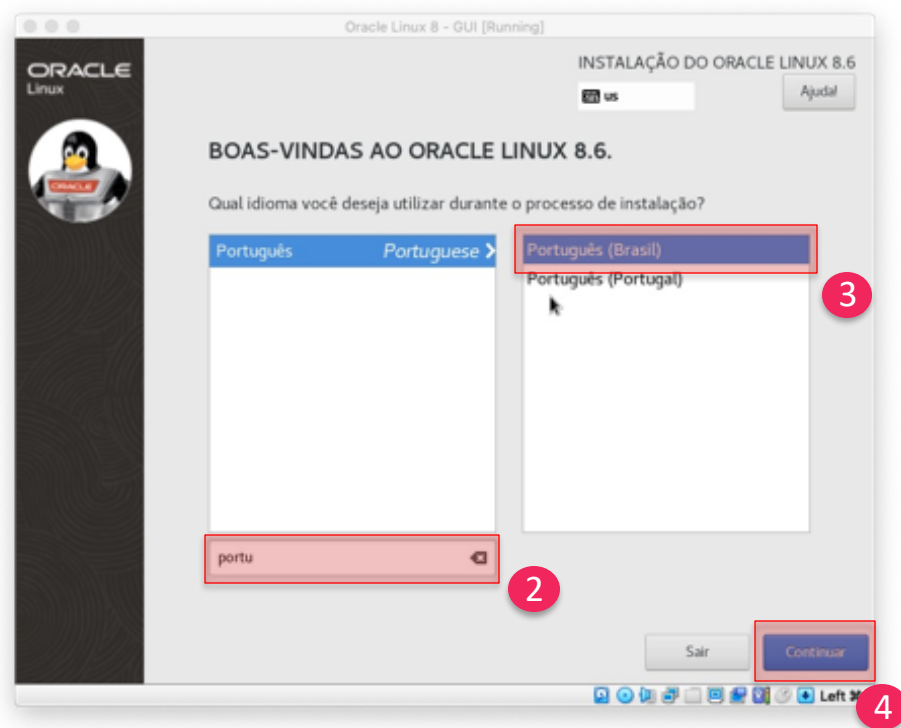 Oracle Linux 8 - GUI [Running]
ORACLE
Linux
INSTALAÇÃO DO ORACLE LINUX 8.6
us
Ajuda!
ORACLE
BOAS-VINDAS AO ORACLE LINUX 8.6.
Qual idioma você deseja utilizar durante o processo de instalação?
Português Portuguese
Português (Brasil)
Português (Portugal)
3
portu
2
Sair
Continuar
Left ⌘
4